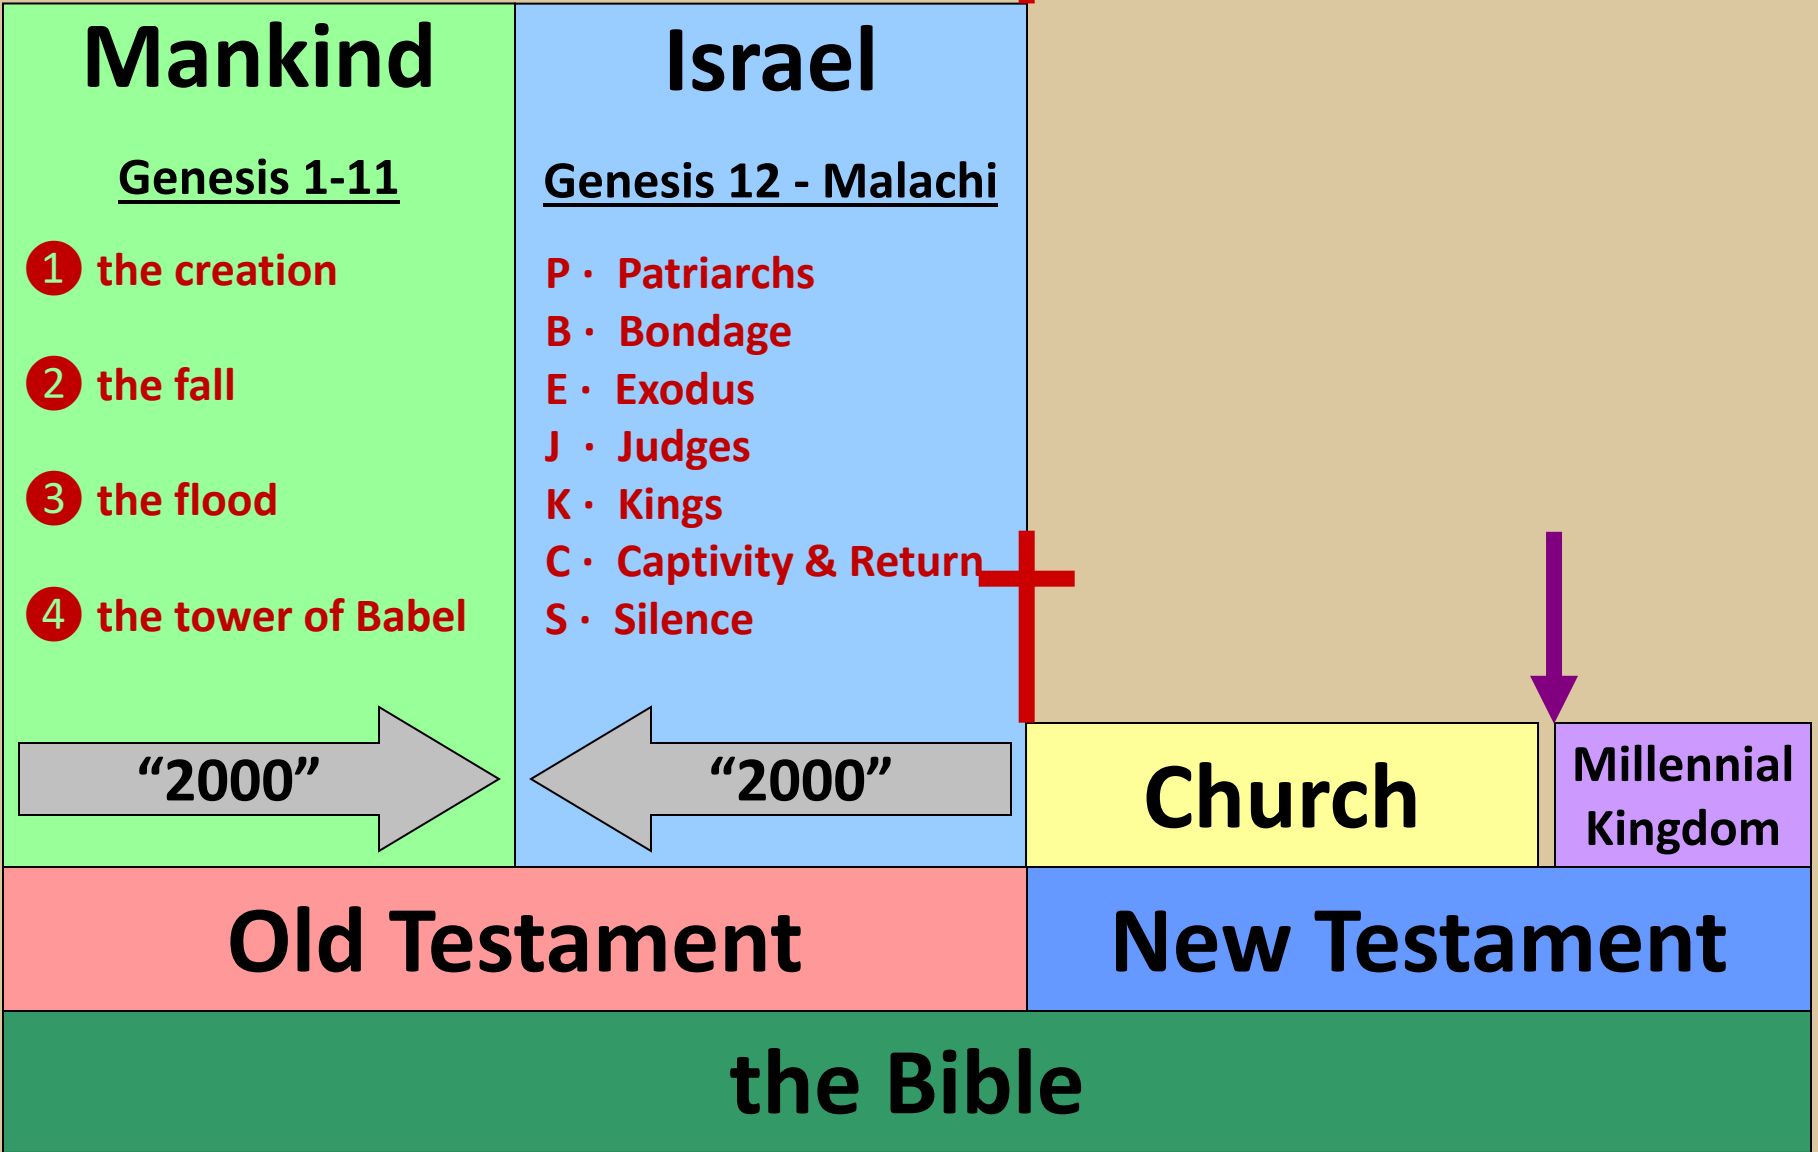 Mankind
Genesis 1-11
1 the creation
2 the fall
3 the flood
4 the tower of Babel
“2000”
Israel
Genesis 12 - Malachi
P · Patriarchs
B · Bondage
E · Exodus
J · Judges
K · Kings
C · Captivity & Return
S · Silence
“2000”
Church
Millennial
Kingdom
Old Testament
New Testament
the Bible